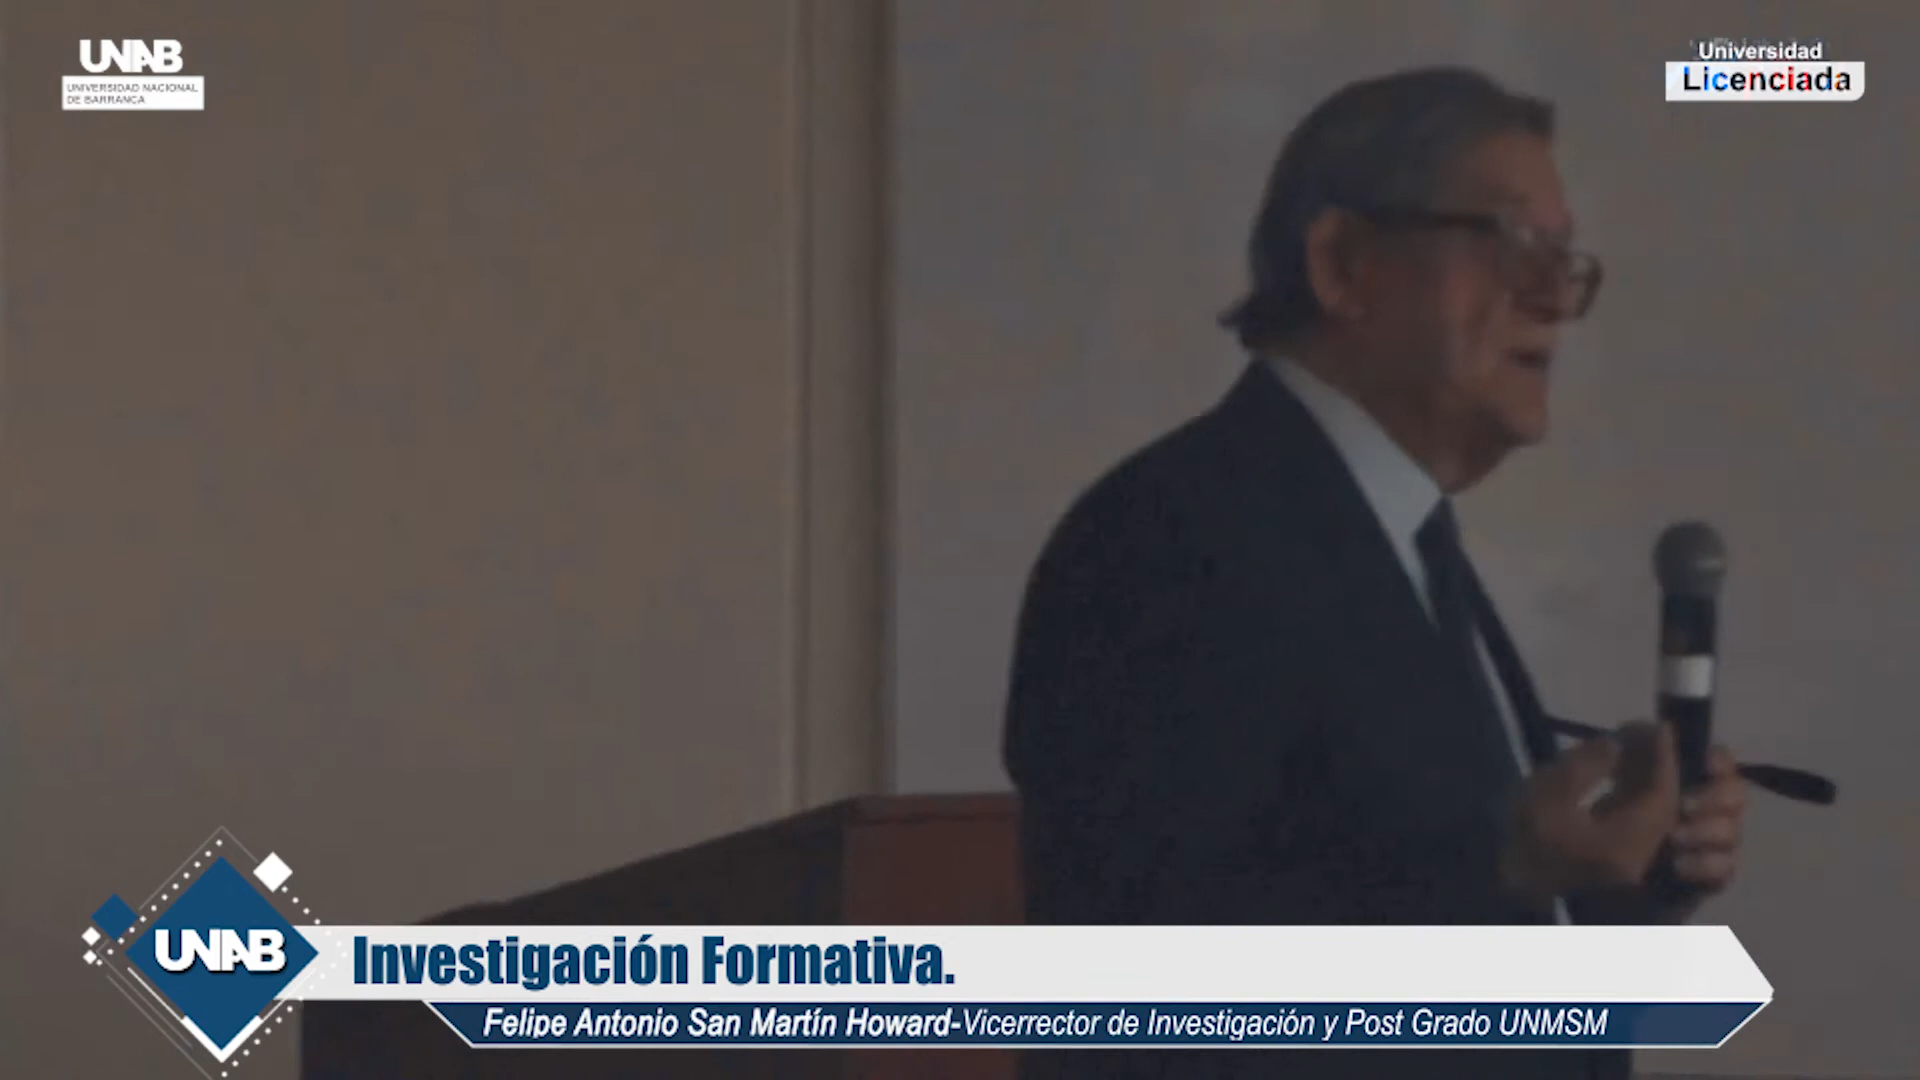 UNAB
UNIVERSIDAD NACIONAL
DE BARRANCA
Universidad
Licenciada
UNAB
Investigación Formativa.
Felipe Antonio San Martín Howard-Vicerrector de Investigación y Post Grado UNMSM